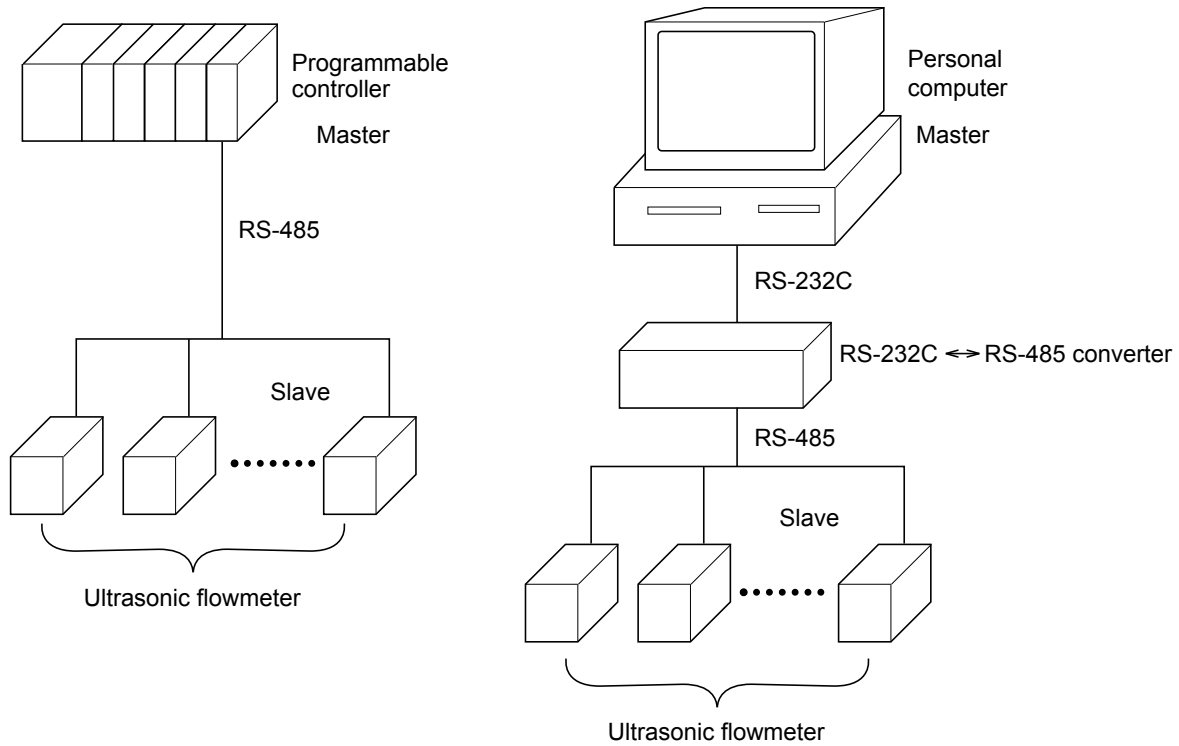 Programmable
controller
Master
RS-485
Slave
Ultrasonic flowmeter
Personal
computer
Master
RS-232C
RS-232C ↔ RS-485 converter
RS-485
Slave
Ultrasonic flowmeter